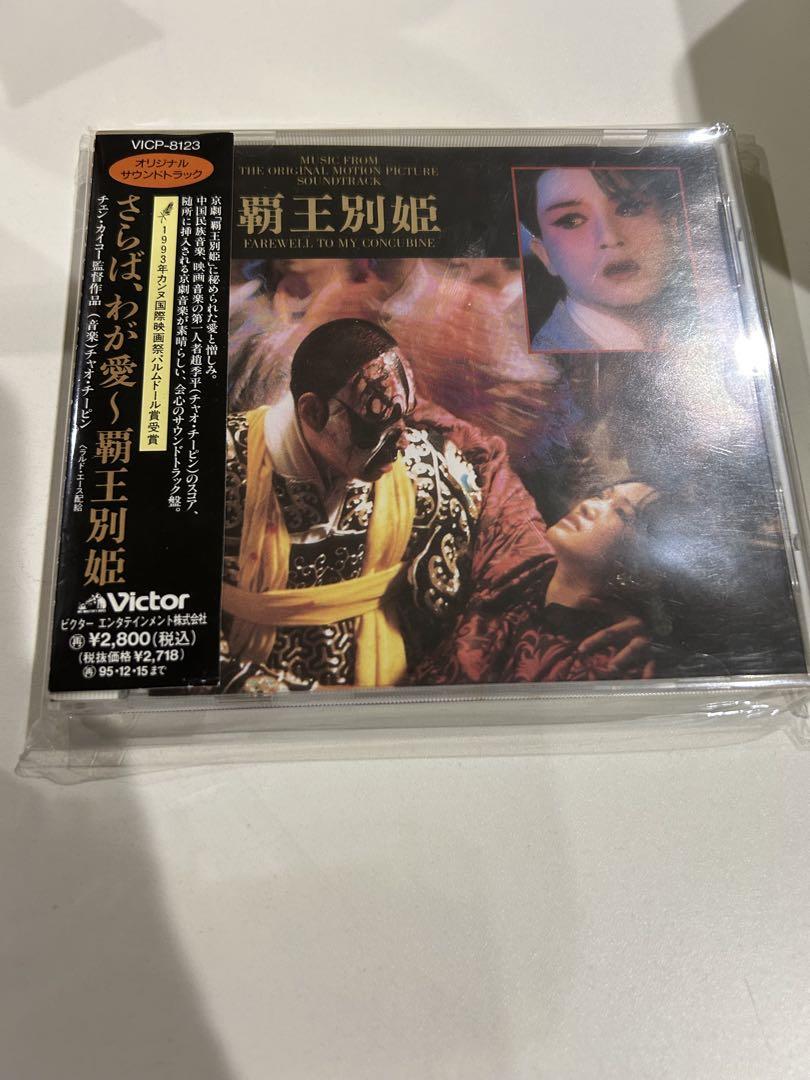 VICP-8123
オリジナル
サウンドトラック
さらば、わが愛～覇王別姫
チェン・カイコー監督作品 (音楽)チャオ・チーピン
〈ヘラルド・エース配給
1993年カンヌ国際映画祭パルムドール賞受賞
京劇「覇王別姫」に秘められた愛と憎しみ。
中国民族音楽、映画音楽の第一人者趙季平(チャオ・チーピン)のスコア、
随所に挿入される京劇音楽が素晴らしい、会心のサウンドトラック盤。
Victor
ビクター エンタテインメント株式会社
再 ¥2,800(税込)
(税抜価格¥2,718)
再 95・12・15まで
MUSIC FROM
THE ORIGINAL MOTION PICTURE
SOUNDTRACK
覇王別姫
FAREWELL TO MY CONCUBINE